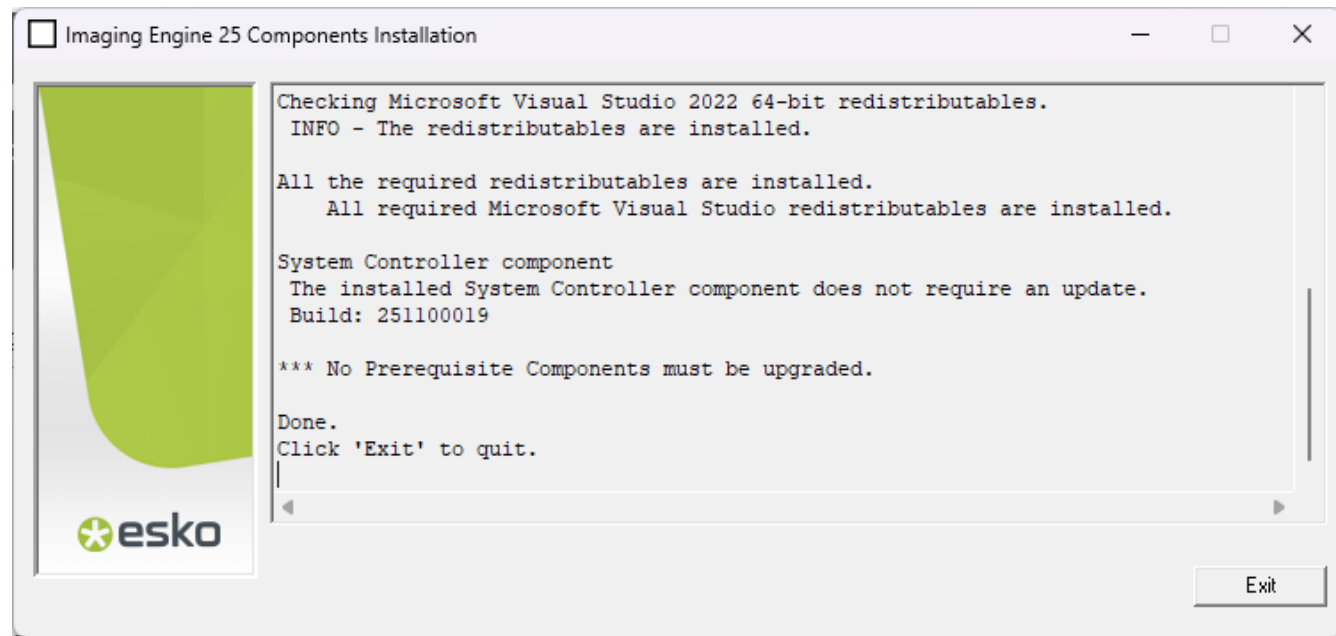 Imaging Engine 25 Components Installation
Checking Microsoft Visual Studio 2022 64-bit redistributables.
INFO - The redistributables are installed.
All the required redistributables are installed.
All required Microsoft Visual Studio redistributables are installed.
System Controller component
The installed System Controller component does not require an update.
Build: 251100019
*** No Prerequisite Components must be upgraded.
Done.
Click 'Exit' to quit.
esko
Exit